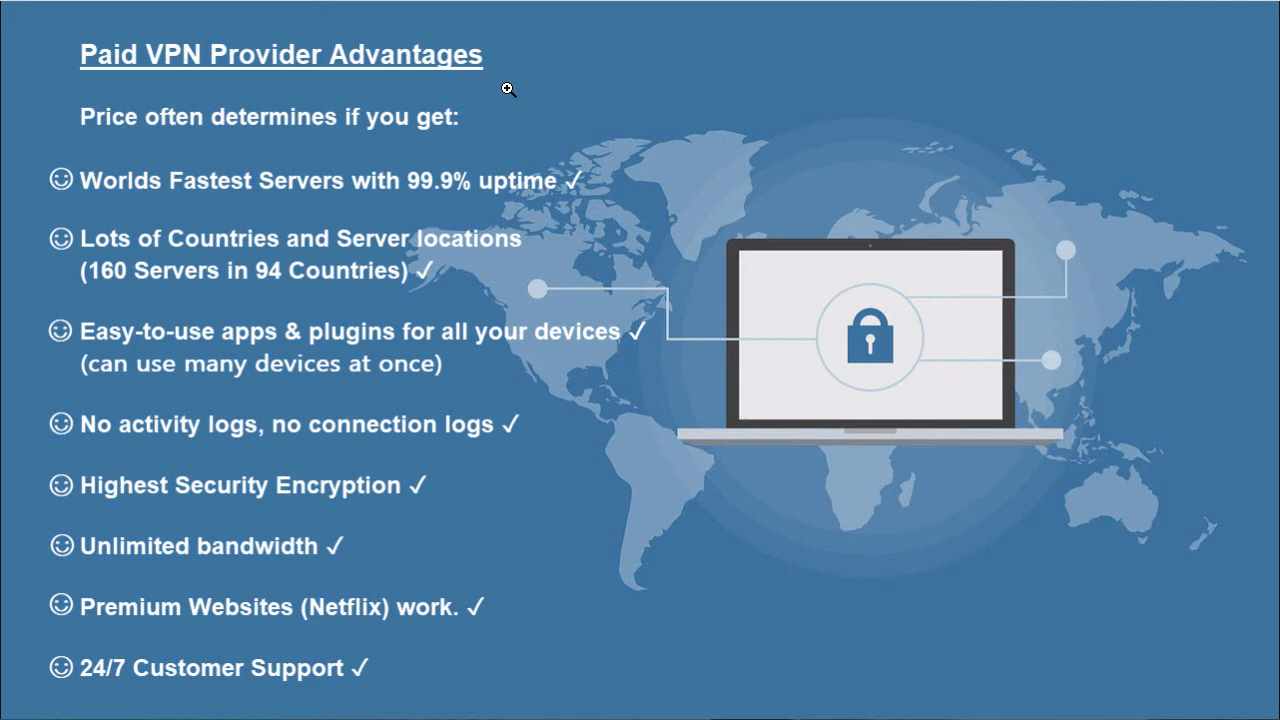 Paid VPN Provider Advantages
Price often determines if you get:
☺ Worlds Fastest Servers with 99.9% uptime ✓
☺ Lots of Countries and Server locations
(160 Servers in 94 Countries) ✓
☺ Easy-to-use apps & plugins for all your devices ✓
(can use many devices at once)
☺ No activity logs, no connection logs ✓
☺ Highest Security Encryption ✓
☺ Unlimited bandwidth ✓
☺ Premium Websites (Netflix) work. ✓
☺ 24/7 Customer Support ✓